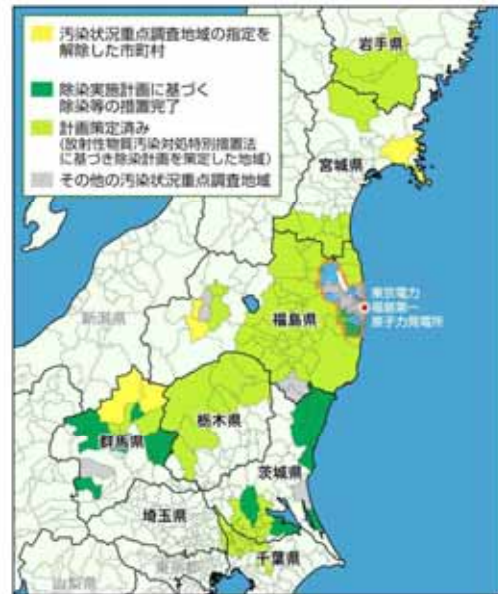 汚染状況重点調査地域の指定を
解除した市町村
除染実施計画に基づく
除染等の措置完了
計画策定済み
(放射性物質汚染対処特別措置法
に基づき除染計画を策定した地域)
その他の汚染状況重点調査地域
岩手県
宮城県
東京電力
福島第一
原子力発電所
新潟県
福島県
栃木県
群馬県
茨城県
埼玉県
東京都
千葉県
山梨県